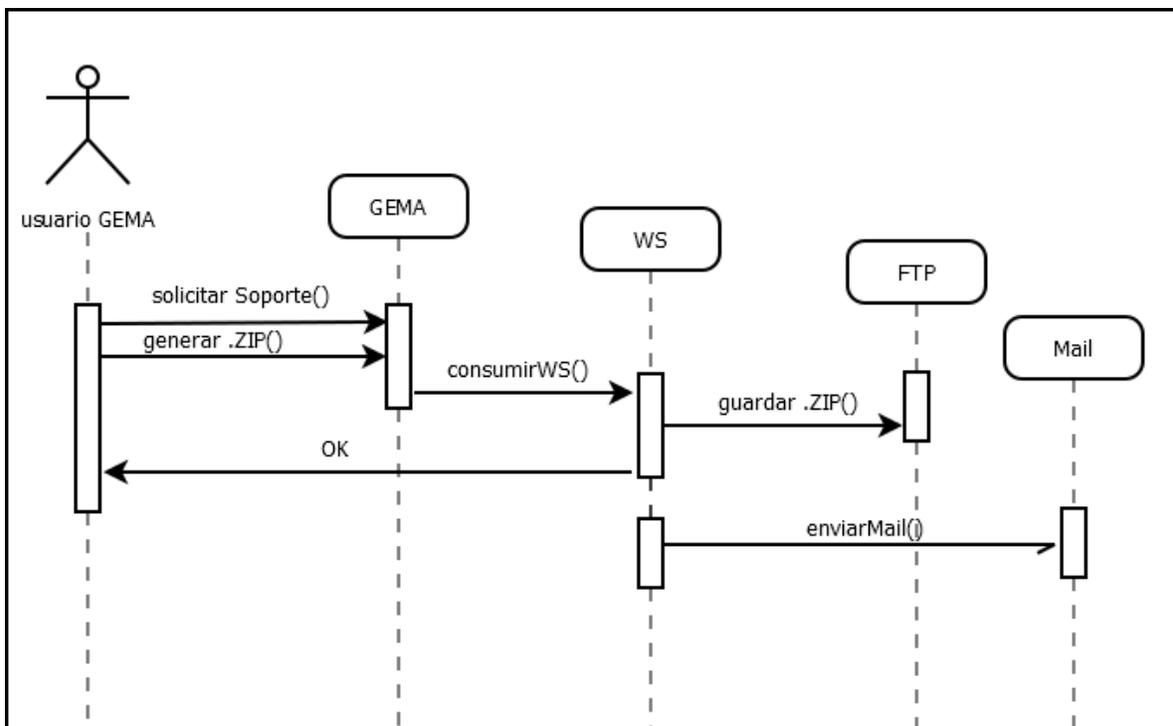 usuario GEMA
GEMA
WS
FTP
Mail
solicitar Soporte()
generar .ZIP()
consumirWS()
guardar .ZIP()
OK
enviarMail()